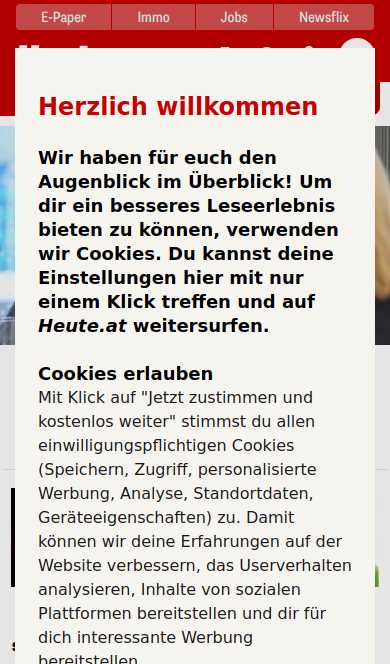 E-Paper Immo Jobs Newsflix
Herzlich willkommen
Wir haben für euch den
Augenblick im Überblick! Um
dir ein besseres Leseerlebnis
bieten zu können, verwenden
wir Cookies. Du kannst deine
Einstellungen hier mit nur
einem Klick treffen und auf
Heute.at weitersurfen.
Cookies erlauben
Mit Klick auf "Jetzt zustimmen und
kostenlos weiter" stimmst du allen
einwilligungspflichtigen Cookies
(Speichern, Zugriff, personalisierte
Werbung, Analyse, Standortdaten,
Geräteeigenschaften) zu. Damit
können wir deine Erfahrungen auf der
Website verbessern, das Userverhalten
analysieren, Inhalte von sozialen
Plattformen bereitstellen und dir für
dich interessante Werbung
bereitstellen